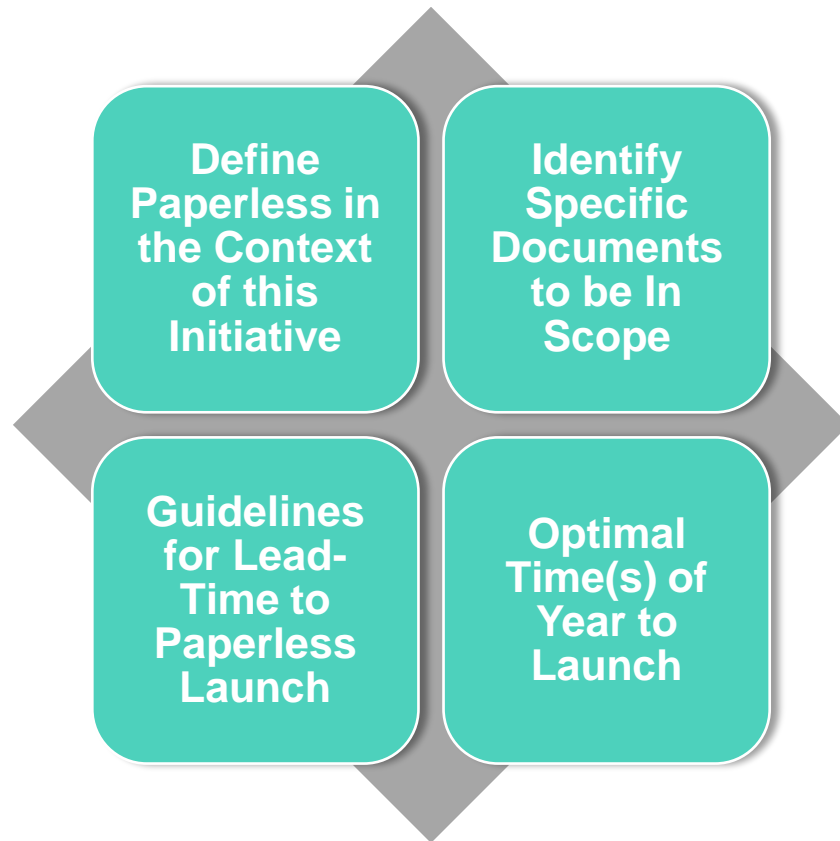 Define
Paperless in
the Context
of this
Initiative
Identify
Specific
Documents
to be In
Scope
Guidelines
for Lead-
Time to
Paperless
Launch
Optimal
Time(s) of
Year to
Launch